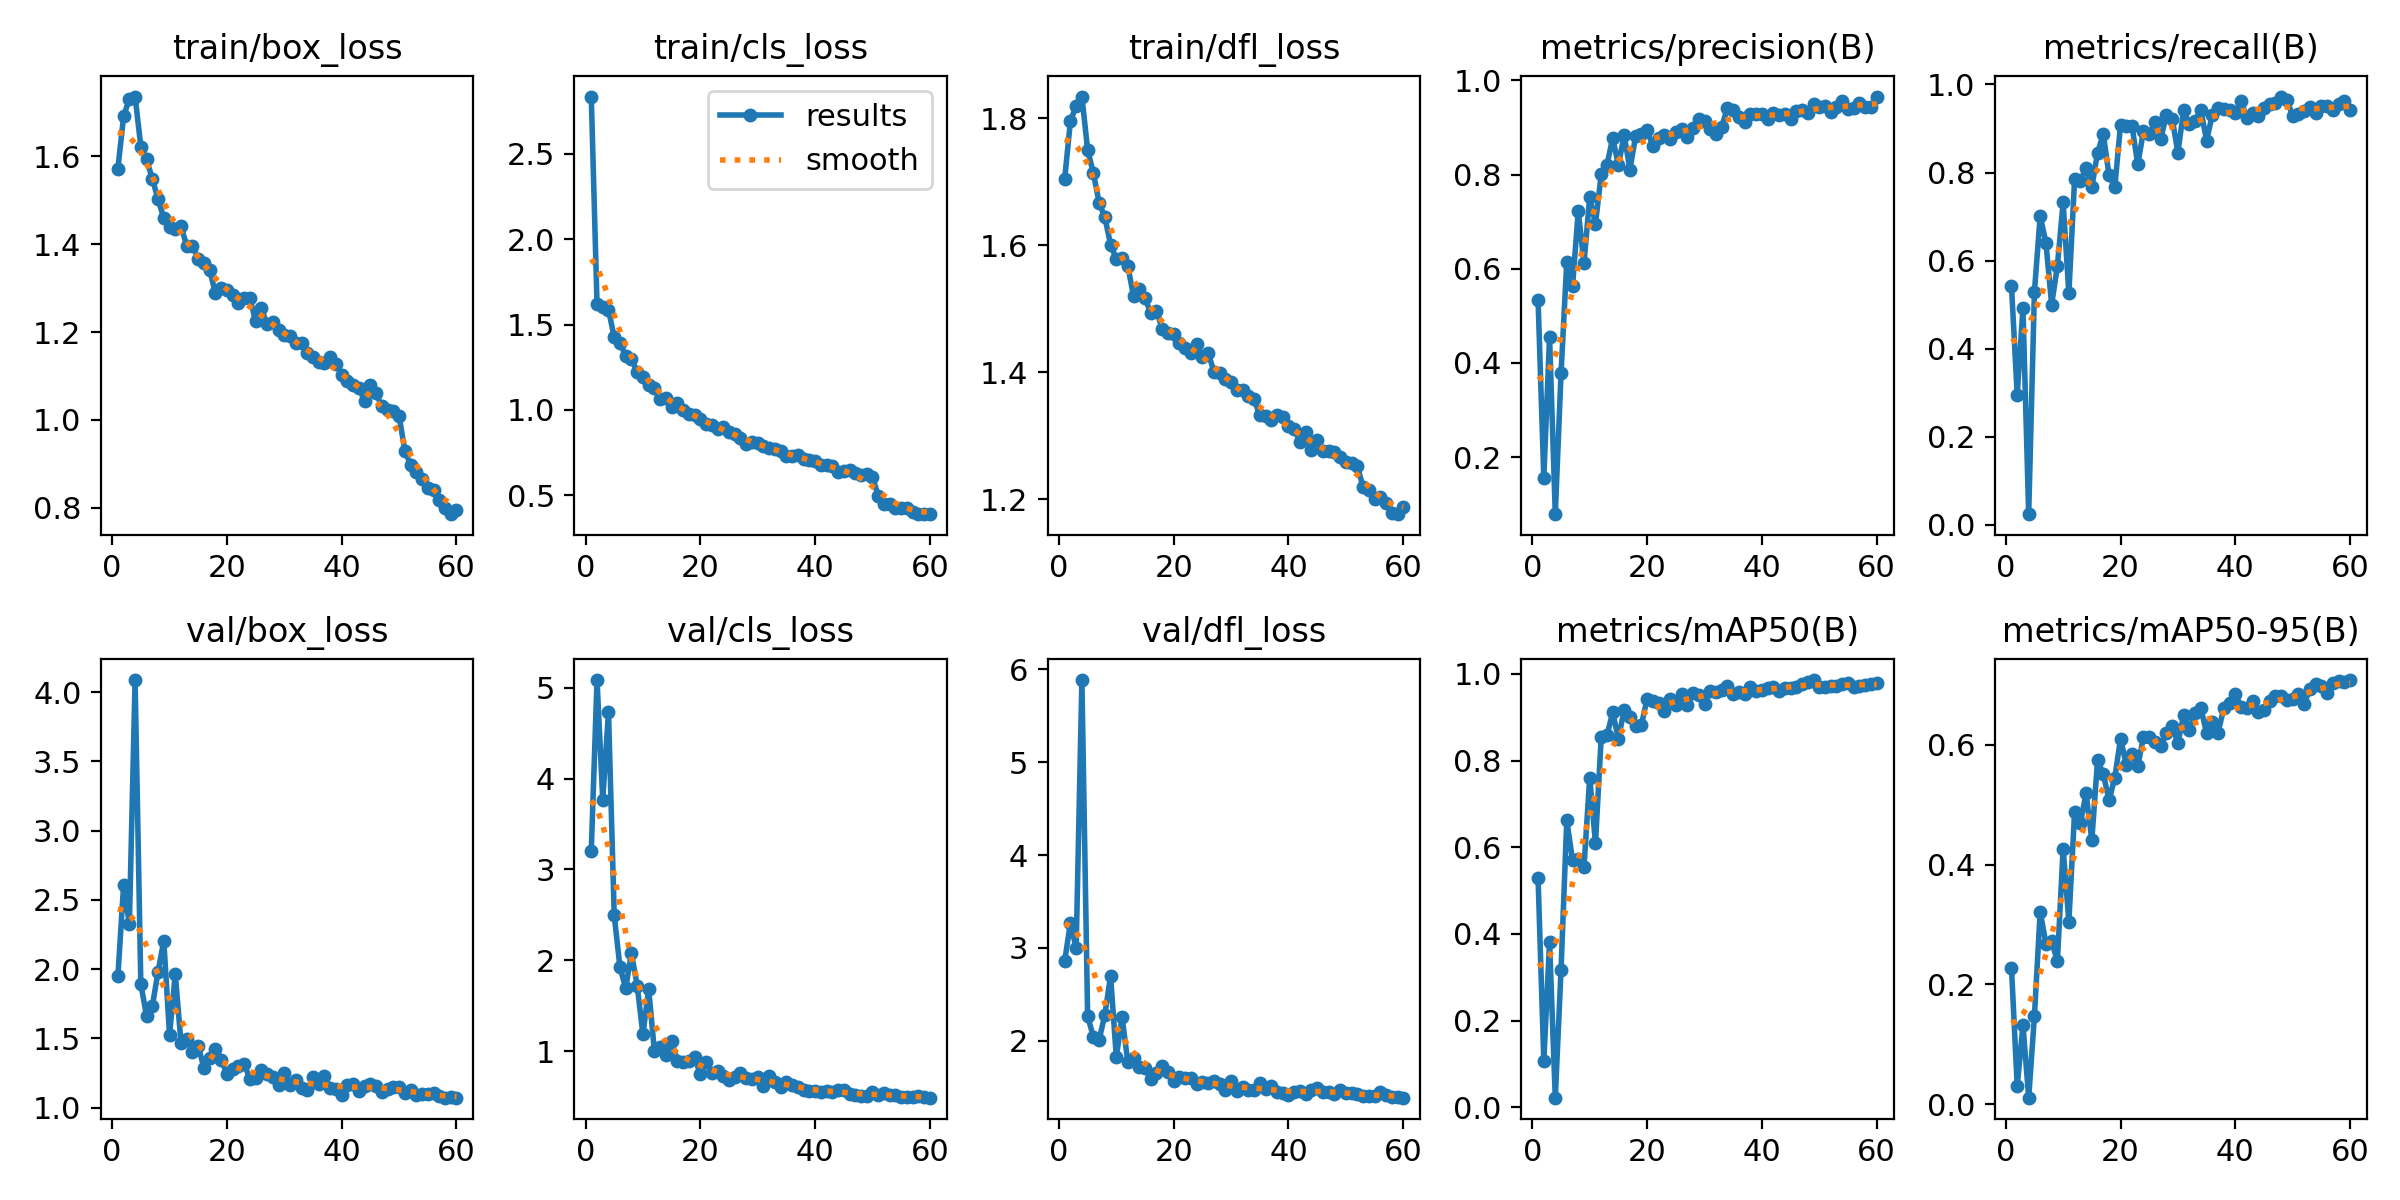 train/box_loss
1.6
1.4
1.2
1.0
0.8
0 20 40 60
train/cls_loss
results
smooth
2.5
2.0
1.5
1.0
0.5
0 20 40 60
train/dfl_loss
1.8
1.6
1.4
1.2
0 20 40 60
metrics/precision(B)
1.0
0.8
0.6
0.4
0.2
0 20 40 60
metrics/recall(B)
1.0
0.8
0.6
0.4
0.2
0.0
0 20 40 60
val/box_loss
4.0
3.5
3.0
2.5
2.0
1.5
1.0
0 20 40 60
val/cls_loss
5
4
3
2
1
0 20 40 60
val/dfl_loss
6
5
4
3
2
0 20 40 60
metrics/mAP50(B)
1.0
0.8
0.6
0.4
0.2
0.0
0 20 40 60
metrics/mAP50-95(B)
0.6
0.4
0.2
0.0
0 20 40 60